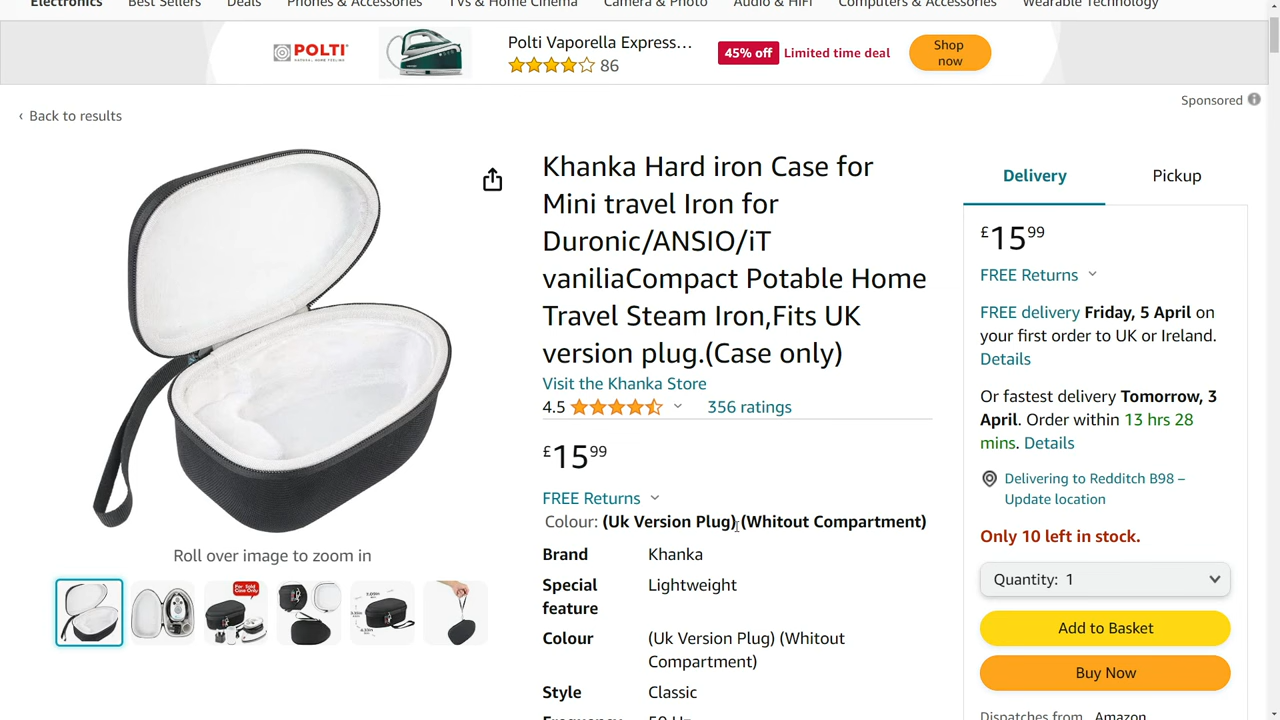 Electronics Best Sellers Deals Phones & Accessories TVs & Home Cinema Camera & Photo Audio & HiFi Computers & Accessories Wearable Technology
POLTI
Polti Vaporella Express…
86
45% off Limited time deal
Shop
now
Sponsored
‹ Back to results
Khanka Hard iron Case for
Mini travel Iron for
Duronic/ANSIO/iT
vaniliaCompact Potable Home
Travel Steam Iron,Fits UK
version plug.(Case only)
Visit the Khanka Store
4.5 356 ratings
£15⁹⁹
FREE Returns
Colour: (Uk Version Plug) (Whitout Compartment)
Brand Khanka
Special
feature Lightweight
Colour (Uk Version Plug) (Whitout
Compartment)
Style Classic
Roll over image to zoom in
For Sold
Case Only
Delivery Pickup
£15⁹⁹
FREE Returns
FREE delivery Friday, 5 April on
your first order to UK or Ireland.
Details
Or fastest delivery Tomorrow, 3
April. Order within 13 hrs 28
mins. Details
Delivering to Redditch B98 –
Update location
Only 10 left in stock.
Quantity: 1
Add to Basket
Buy Now
Dispatches from Amazon